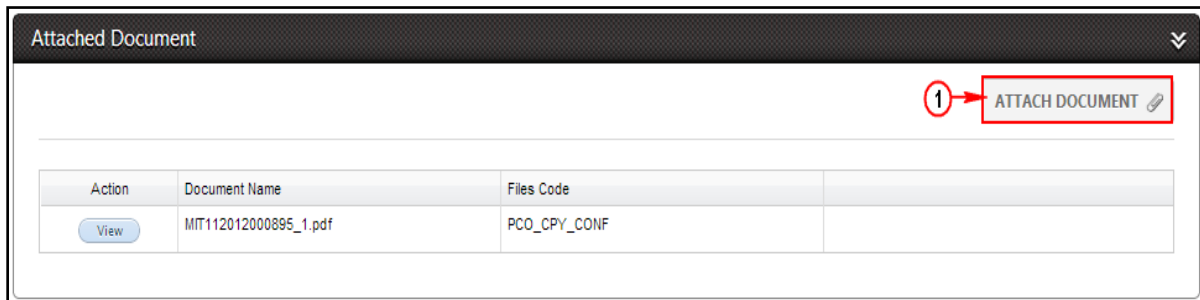 Attached Document
1 ATTACH DOCUMENT
Action Document Name Files Code
View MIT112012000895_1.pdf PCO_CPY_CONF